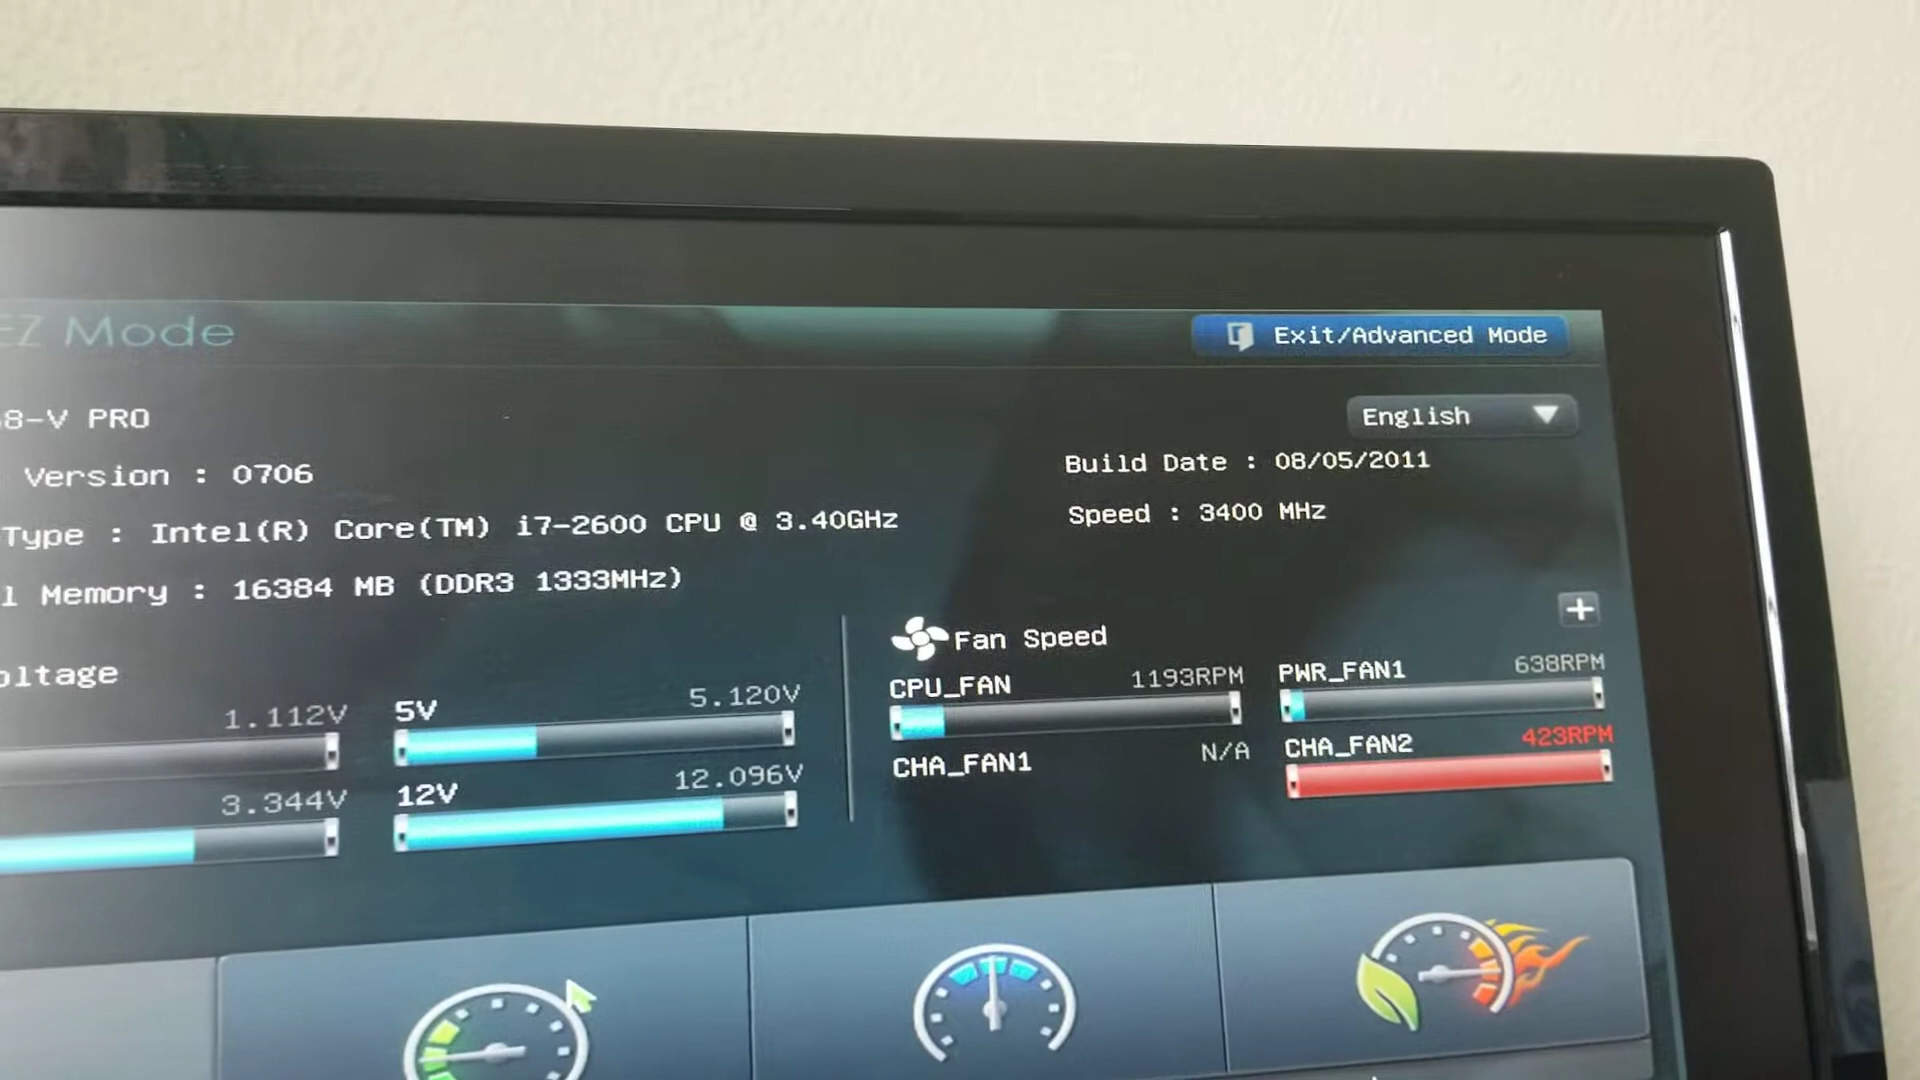 EZ Mode
Exit/Advanced Mode
8-V PRO
English
Version : 0706
Build Date : 08/05/2011
Type : Intel(R) Core(TM) i7-2600 CPU @ 3.40GHz
Speed : 3400 MHz
l Memory : 16384 MB (DDR3 1333MHz)
oltage
Fan Speed
1.112V
5V 5.120V
CPU_FAN 1193RPM
PWR_FAN1 638RPM
3.344V
12V 12.096V
CHA_FAN1 N/A
CHA_FAN2 423RPM